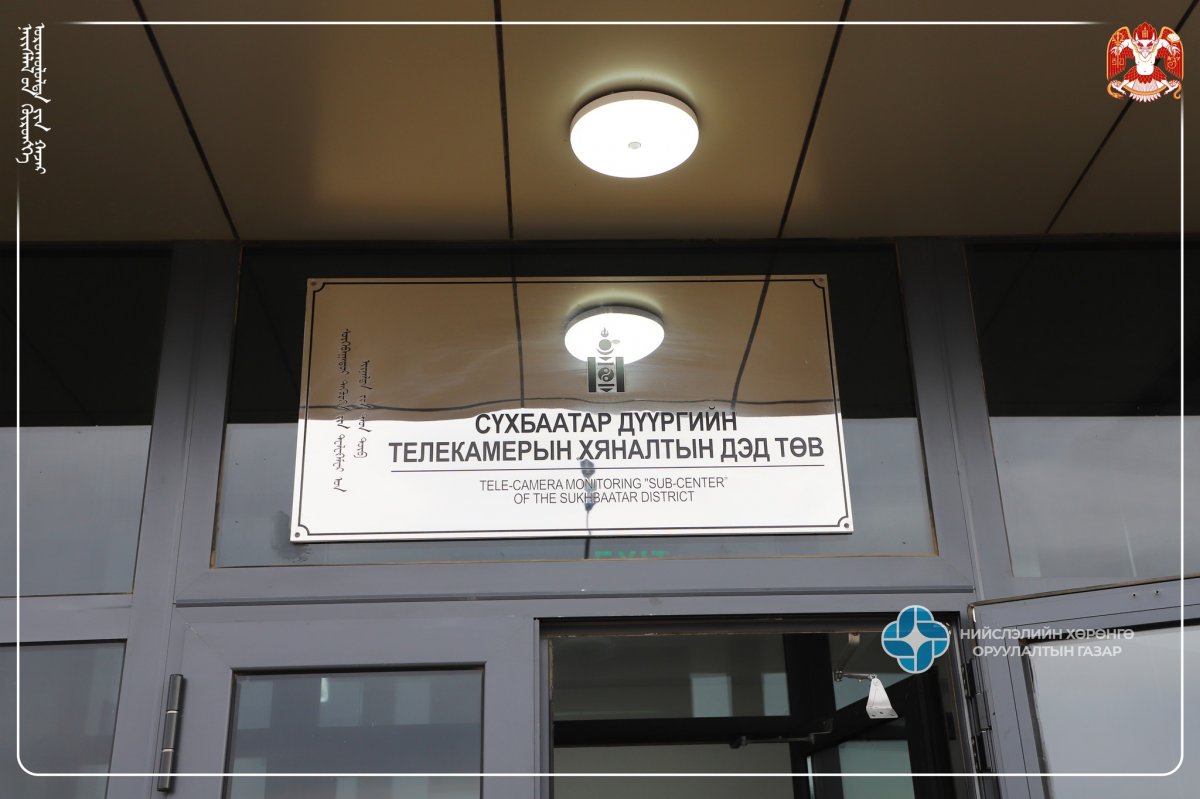 СҮХБААТАР ДҮҮРГИЙН
ТЕЛЕКАМЕРЫН ХЯНАЛТЫН ДЭД ТӨВ
TELE-CAMERA MONITORING "SUB-CENTER"
OF THE SUKHBAATAR DISTRICT
EXIT
НИЙСЛЭЛИЙН ХӨРӨНГӨ
ОРУУЛАЛТЫН ГАЗАР